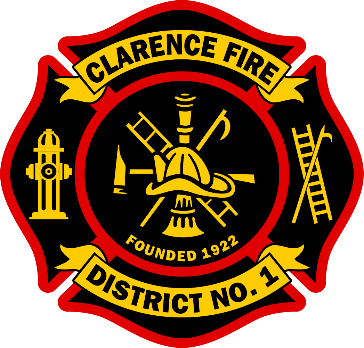 CLARENCE FIRE
FOUNDED 1922
DISTRICT NO. 1